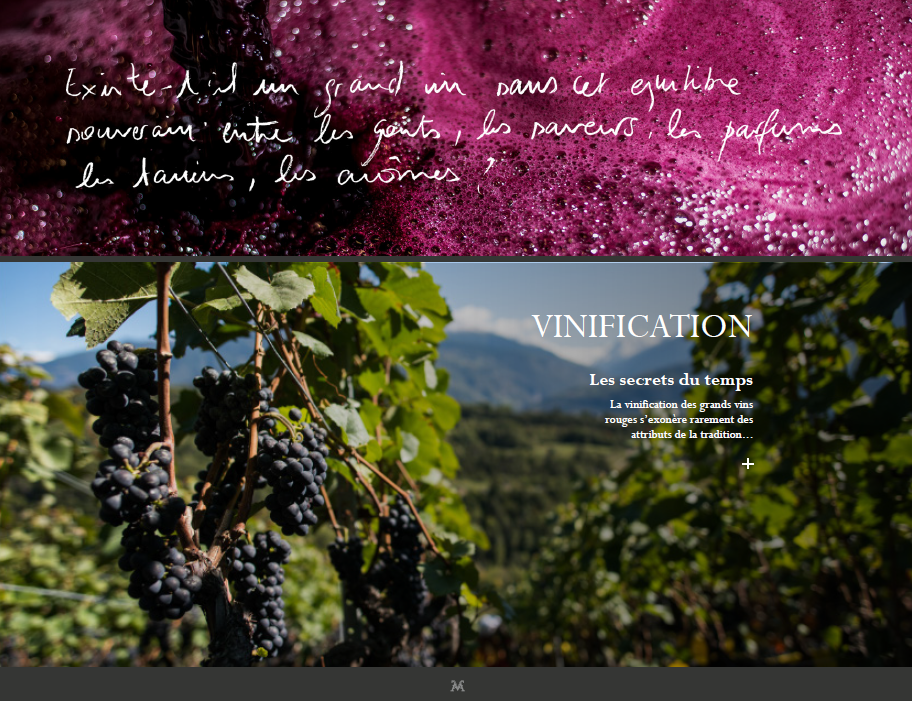 Existe-t-il un grand vin sans cet équilibre
souverain entre les goûts, les saveurs, les parfums
les tanins, les arômes ?
VINIFICATION
Les secrets du temps
La vinification des grands vins
rouges s'exonère rarement des
attributs de la tradition...
+
M